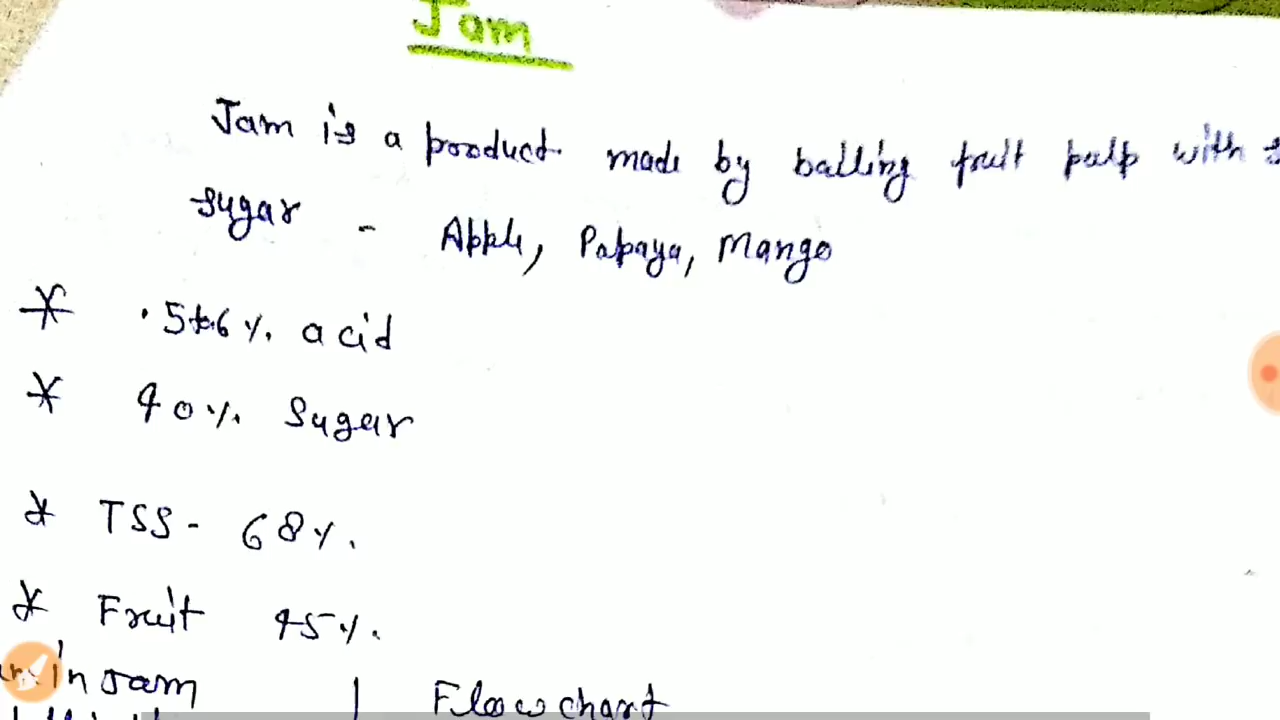 Jam
Jam is a product made by balling fruit pulp with
sugar - Apple, Papaya, Mango
* .5 to .6 % acid
* 40 % Sugar
* TSS - 68 %.
* Fruit 45 %.
in Jam
Flow chart